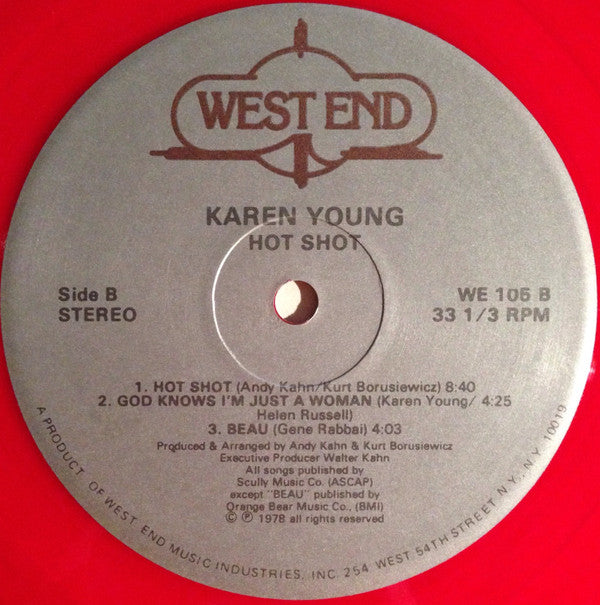 WEST END
KAREN YOUNG
HOT SHOT
Side B
STEREO
WE 105 B
33 1/3 RPM
1. HOT SHOT (Andy Kahn/Kurt Borusiewicz) 8:40
2. GOD KNOWS I'M JUST A WOMAN (Karen Young/ 4:25
Helen Russell)
3. BEAU (Gene Rabbai) 4:03
Produced & Arranged by Andy Kahn & Kurt Borusiewicz
Executive Producer Walter Kahn
All songs published by
Scully Music Co. (ASCAP)
except "BEAU" published by
Orange Bear Music Co., (BMI)
© ℗ 1978 all rights reserved
A PRODUCT OF WEST END MUSIC INDUSTRIES, INC. 254 WEST 54TH STREET N.Y., N.Y. 10019